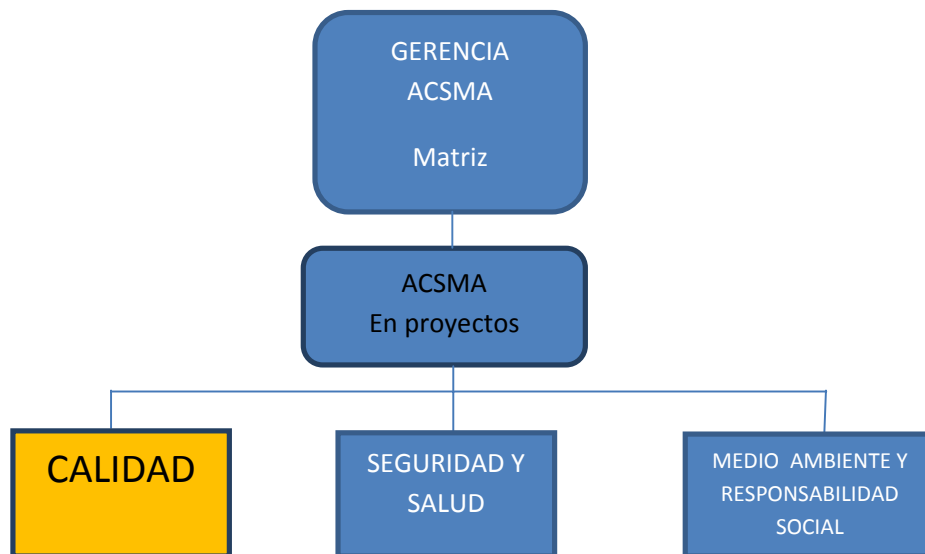 GERENCIA
ACSMA
Matriz
ACSMA
En proyectos
CALIDAD
SEGURIDAD Y
SALUD
MEDIO AMBIENTE Y
RESPONSABILIDAD
SOCIAL